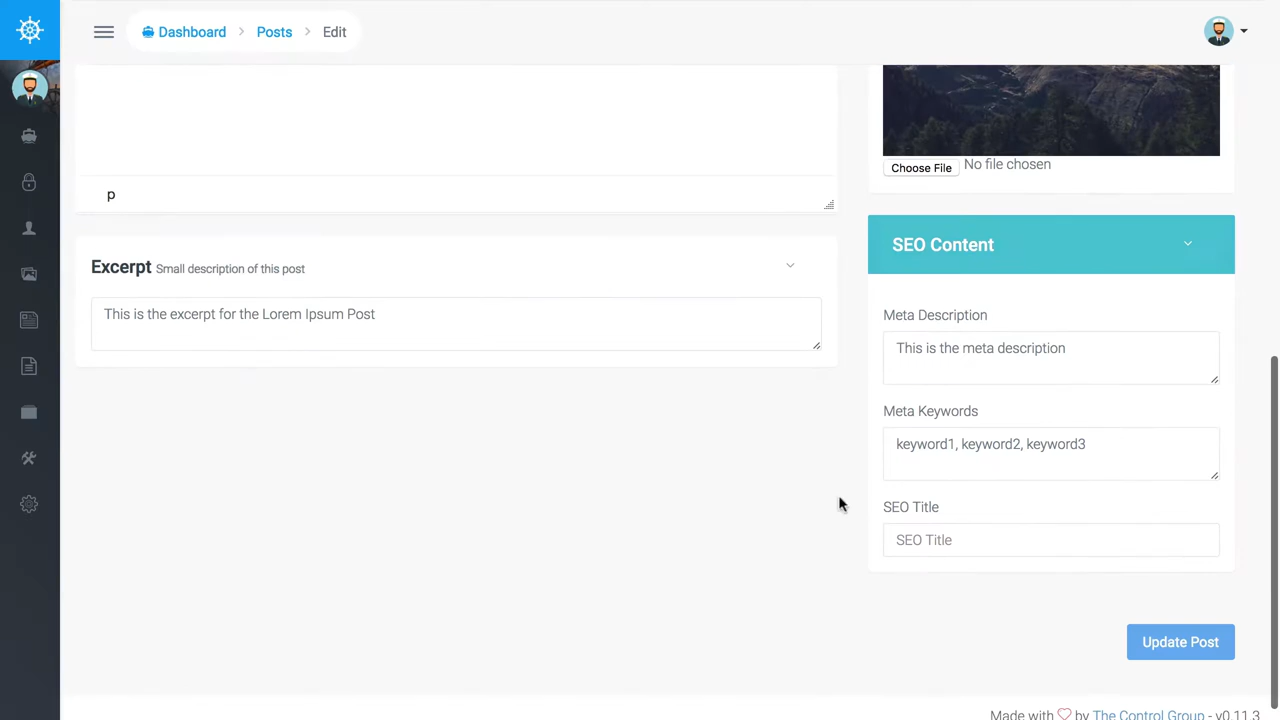 Dashboard Posts Edit
Choose File No file chosen
p
SEO Content
Excerpt Small description of this post
This is the excerpt for the Lorem Ipsum Post
Meta Description
This is the meta description
Meta Keywords
keyword1, keyword2, keyword3
SEO Title
SEO Title
Update Post
Made with by The Control Group - v0.11.3